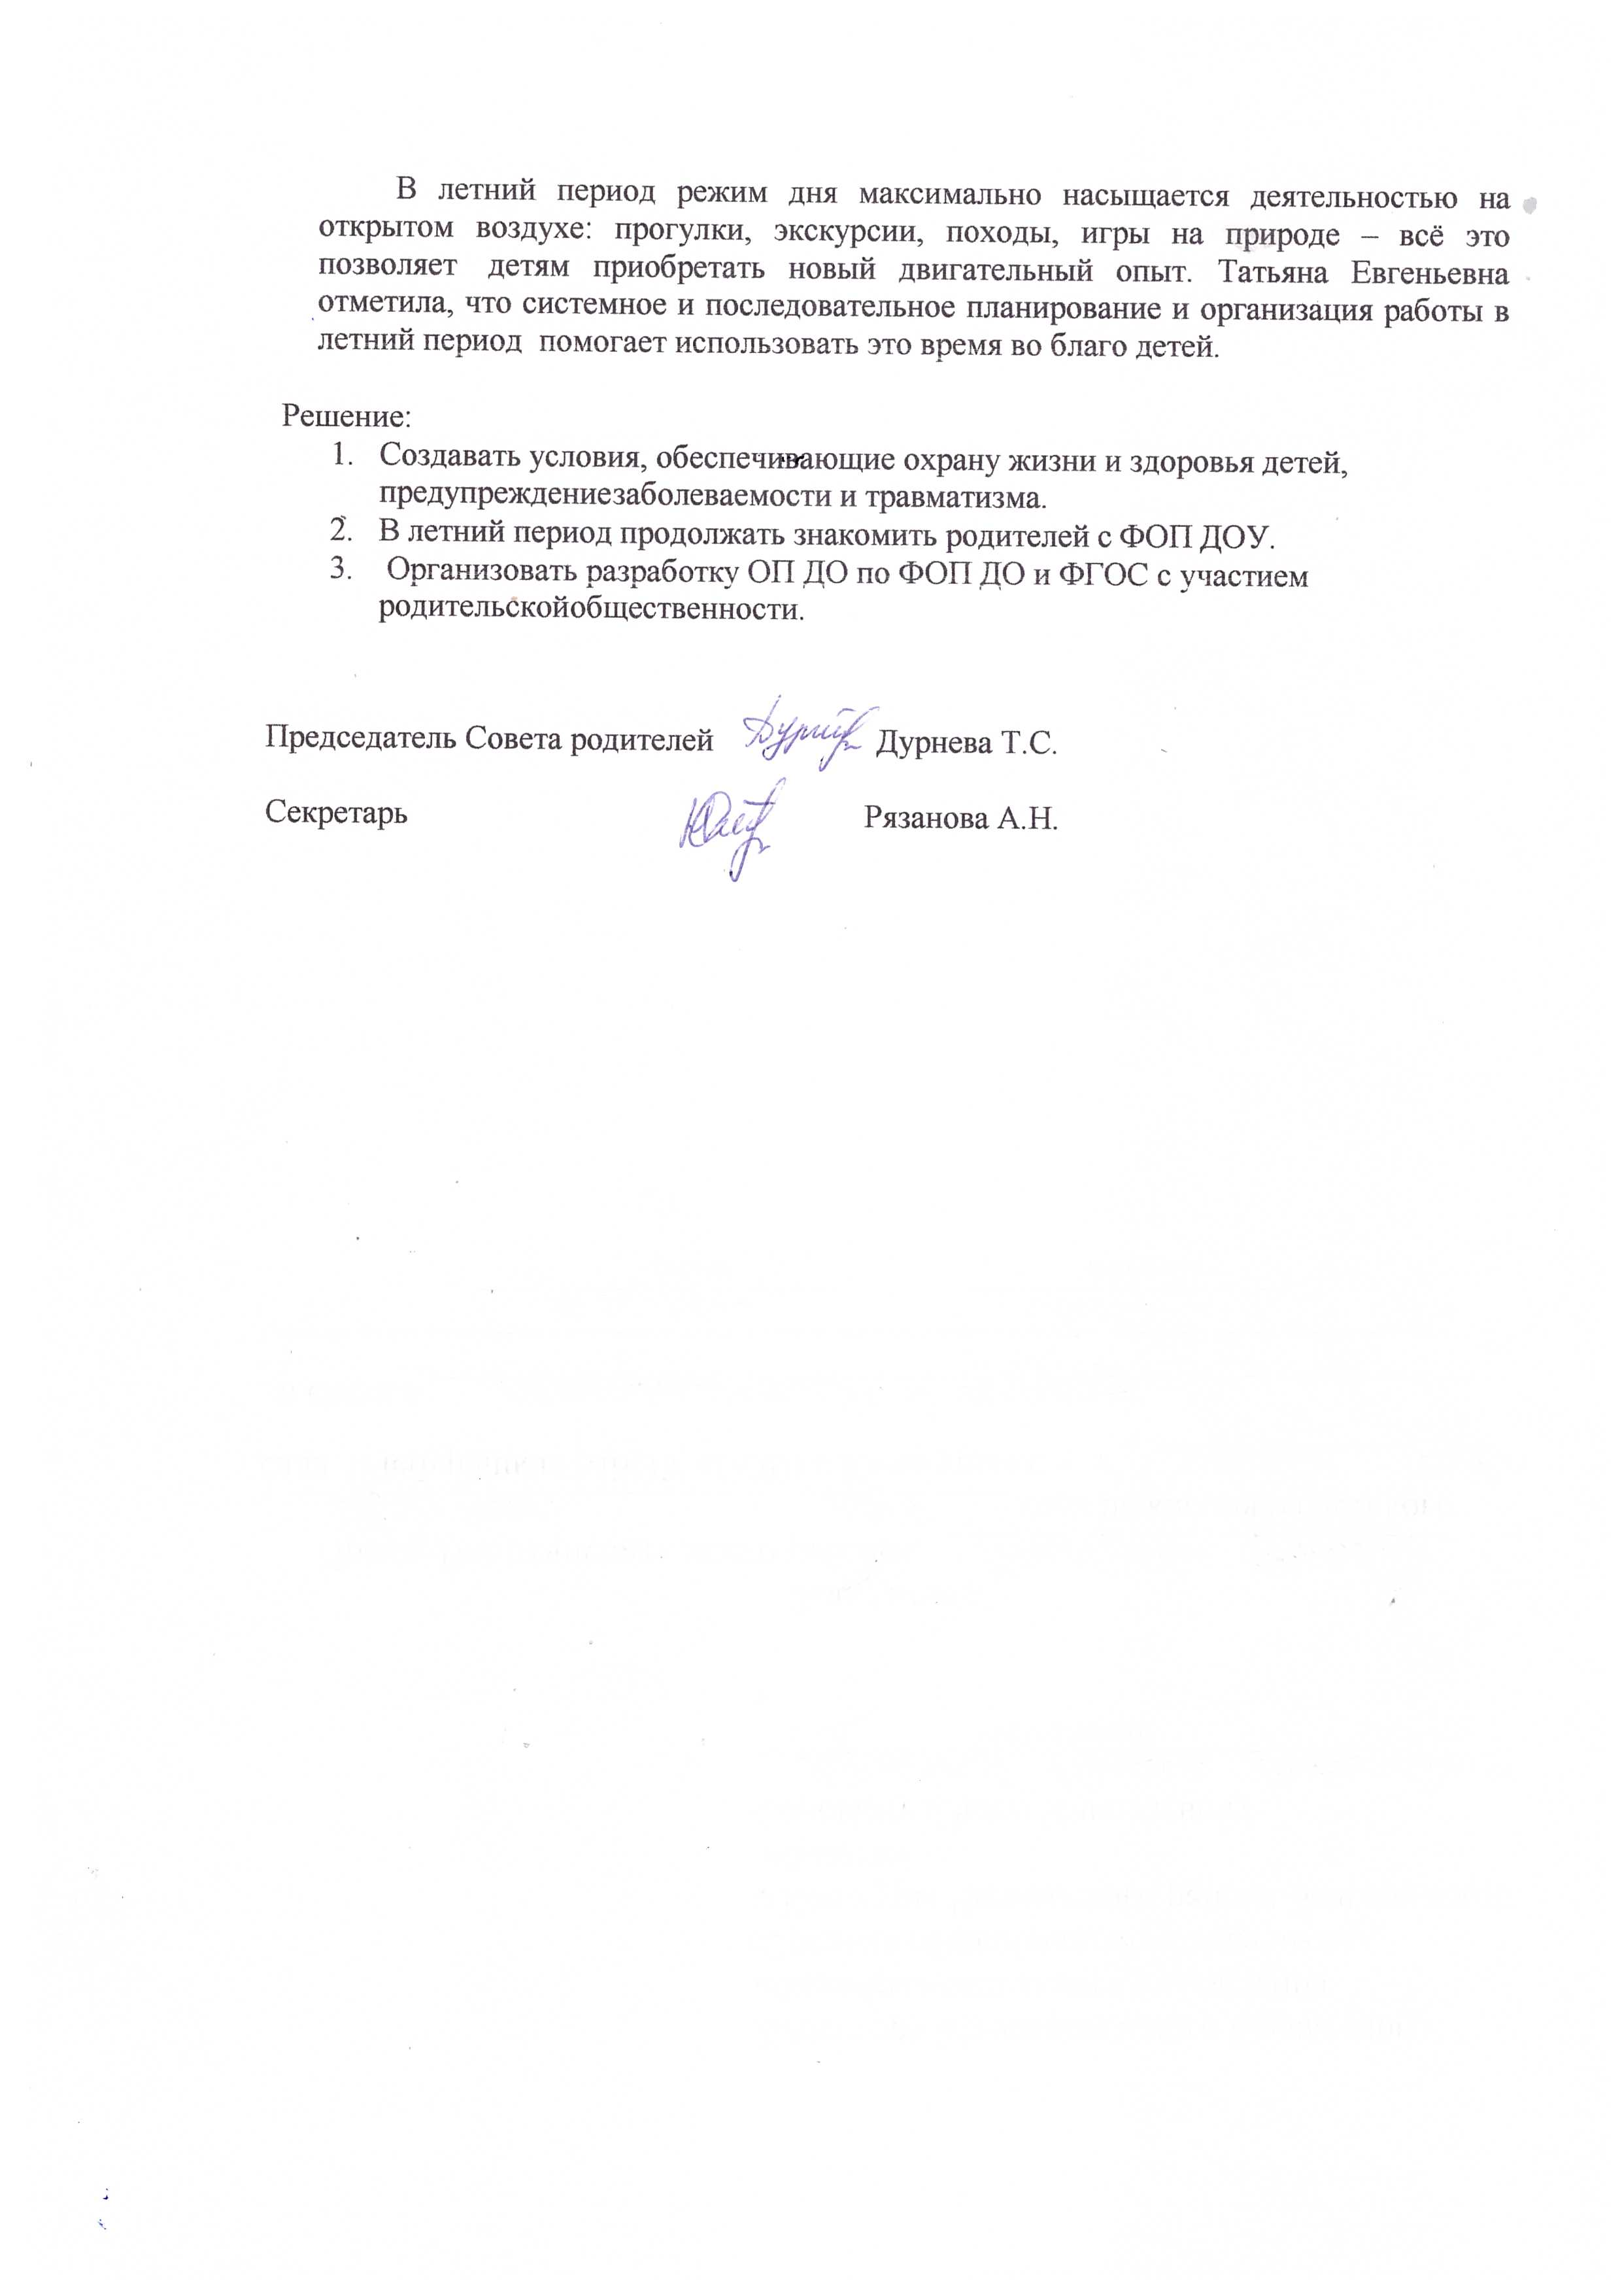 В летний период режим дня максимально насыщается деятельностью на
открытом воздухе: прогулки, экскурсии, походы, игры на природе – всё это
позволяет детям приобретать новый двигательный опыт. Татьяна Евгеньевна
отметила, что системное и последовательное планирование и организация работы в
летний период помогает использовать это время во благо детей.
Решение:
1. Создавать условия, обеспечивающие охрану жизни и здоровья детей,
предупреждениезаболеваемости и травматизма.
2. В летний период продолжать знакомить родителей с ФОП ДОУ.
3. Организовать разработку ОП ДО по ФОП ДО и ФГОС с участием
родительскойобщественности.
Председатель Совета родителей Дурнева Т.С.
Секретарь Рязанова А.Н.